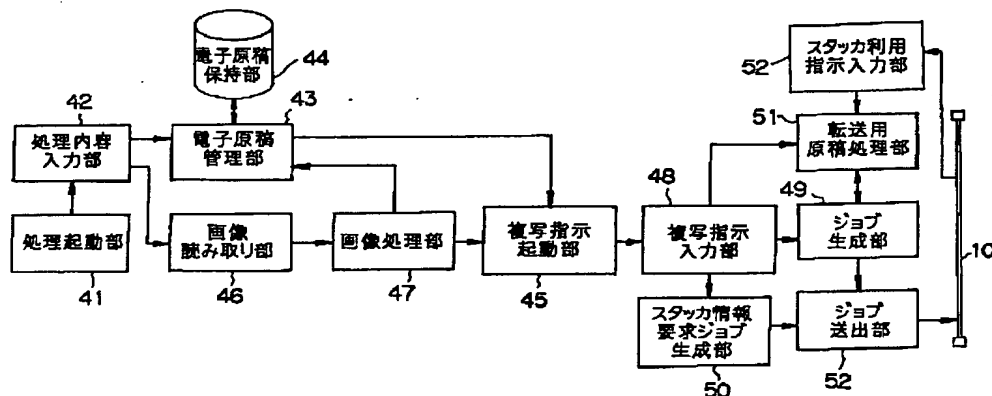 電子原稿
保持部
44
42
処理内容
入力部
43
電子原稿
管理部
処理起動部
41
画像
読み取り部
46
画像処理部
47
複写指示
起動部
45
48
複写指示
入力部
スタッカ情報
要求ジョブ
生成部
50
スタッカ利用
指示入力部
52
51
転送用
原稿処理部
49
ジョブ
生成部
ジョブ
送出部
52
10